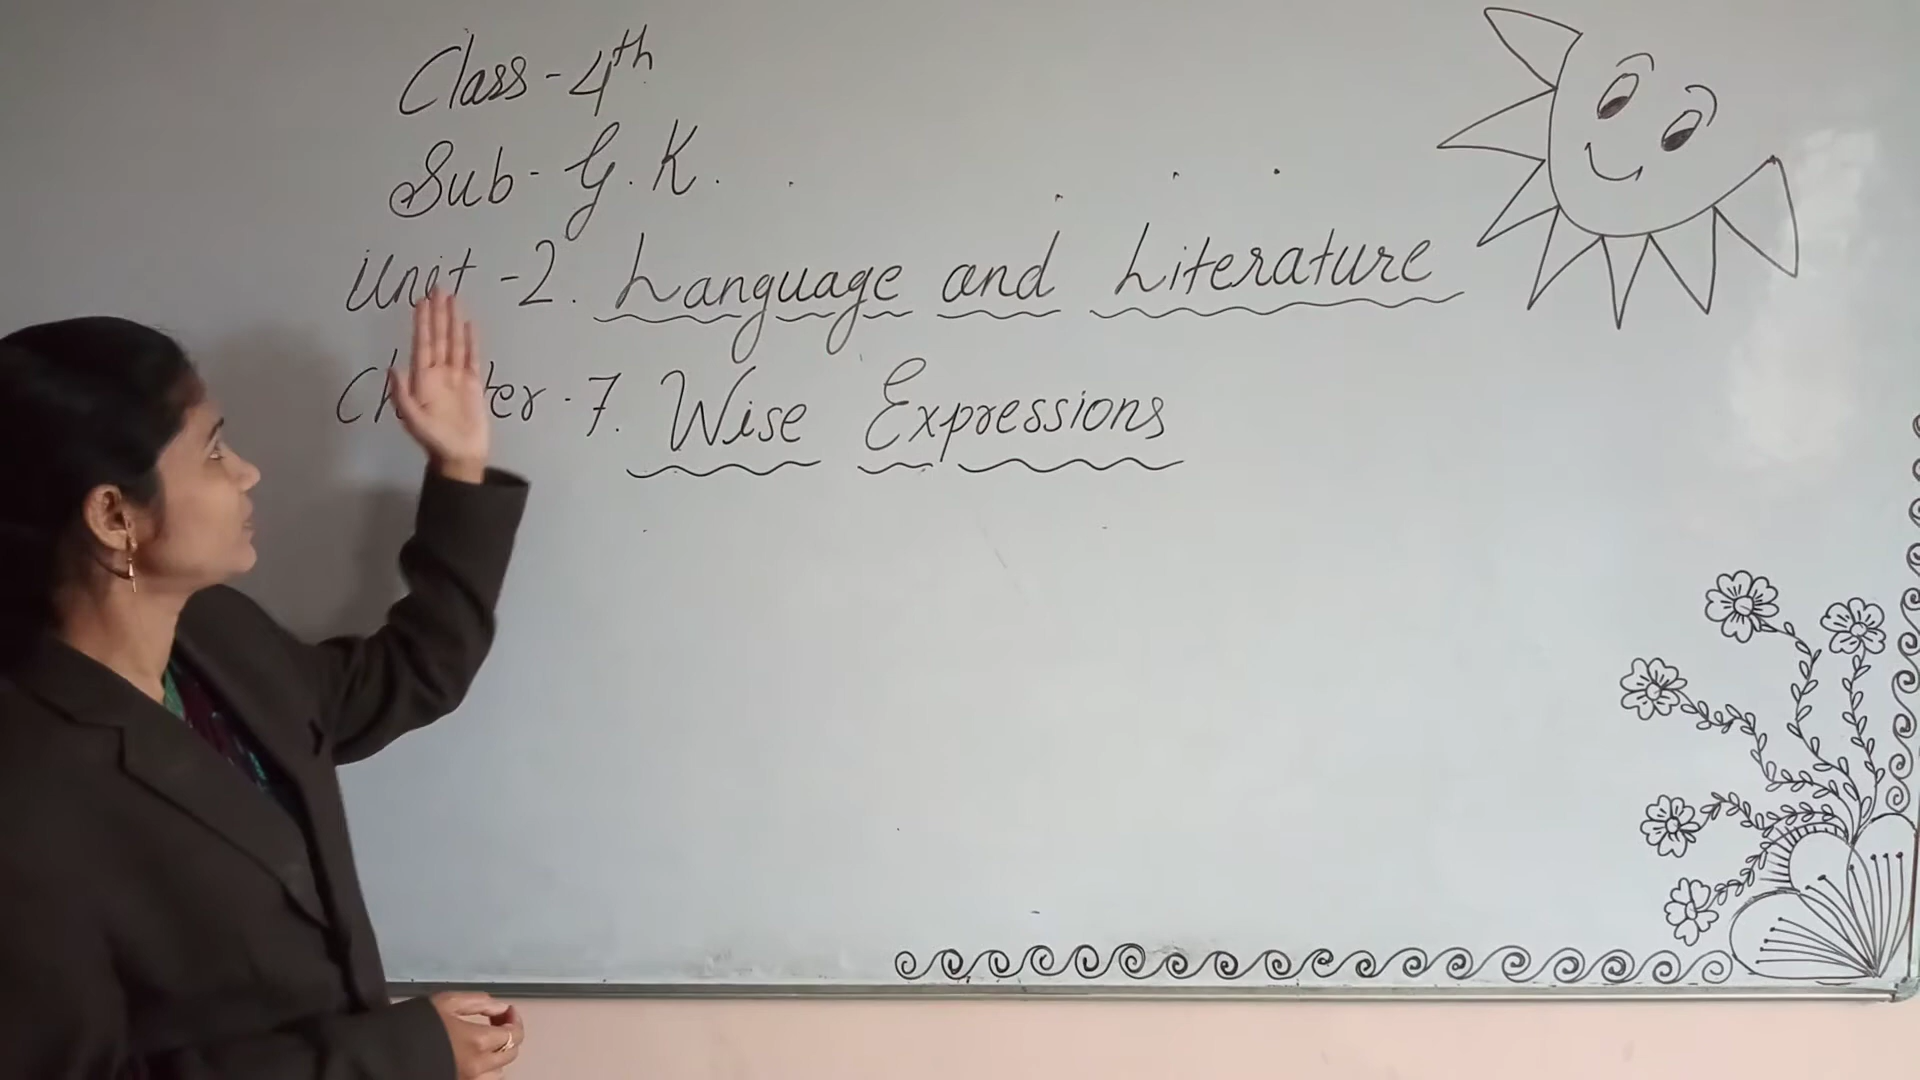 Class - 4th
Sub - G.K.
Unit - 2. Language and Literature
Chapter - 7. Wise Expressions